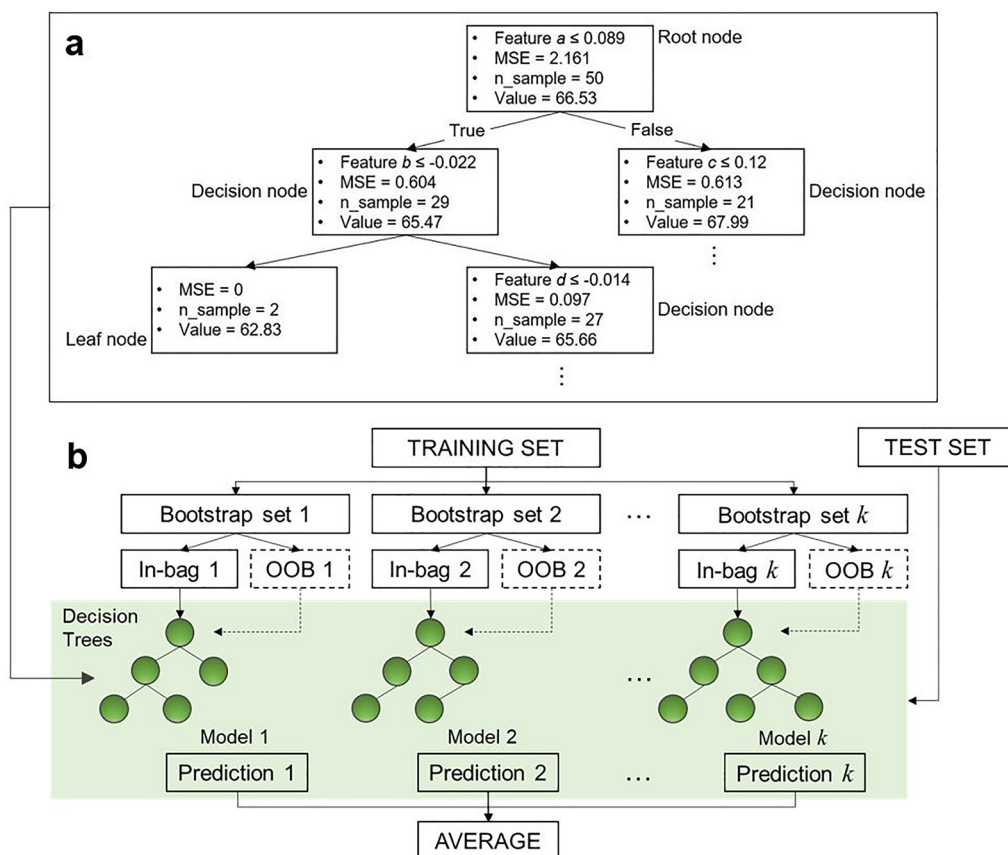 a
• Feature a ≤ 0.089
• MSE = 2.161
• n_sample = 50
• Value = 66.53
Root node
True
False
Decision node
• Feature b ≤ -0.022
• MSE = 0.604
• n_sample = 29
• Value = 65.47
• Feature c ≤ 0.12
• MSE = 0.613
• n_sample = 21
• Value = 67.99
Decision node
⋮
Leaf node
• MSE = 0
• n_sample = 2
• Value = 62.83
• Feature d ≤ -0.014
• MSE = 0.097
• n_sample = 27
• Value = 65.66
Decision node
⋮
b
TRAINING SET
TEST SET
Bootstrap set 1
Bootstrap set 2
...
Bootstrap set k
In-bag 1
OOB 1
In-bag 2
OOB 2
In-bag k
OOB k
Decision
Trees
...
Model 1
Model 2
Model k
Prediction 1
Prediction 2
...
Prediction k
AVERAGE